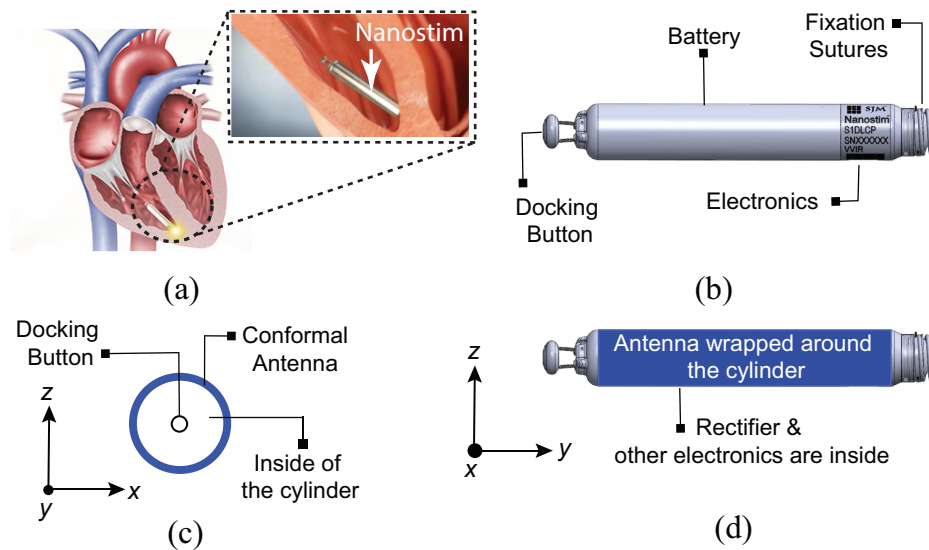 Nanostim
(a)
Battery
Fixation
Sutures
SJM
Nanostim
S1DLCP
SNXXXXXX
VVIR
Docking
Button
Electronics
(b)
Docking
Button
Conformal
Antenna
z
x
y
Inside of
the cylinder
(c)
Antenna wrapped around
the cylinder
z
y
x
Rectifier &
other electronics are inside
(d)